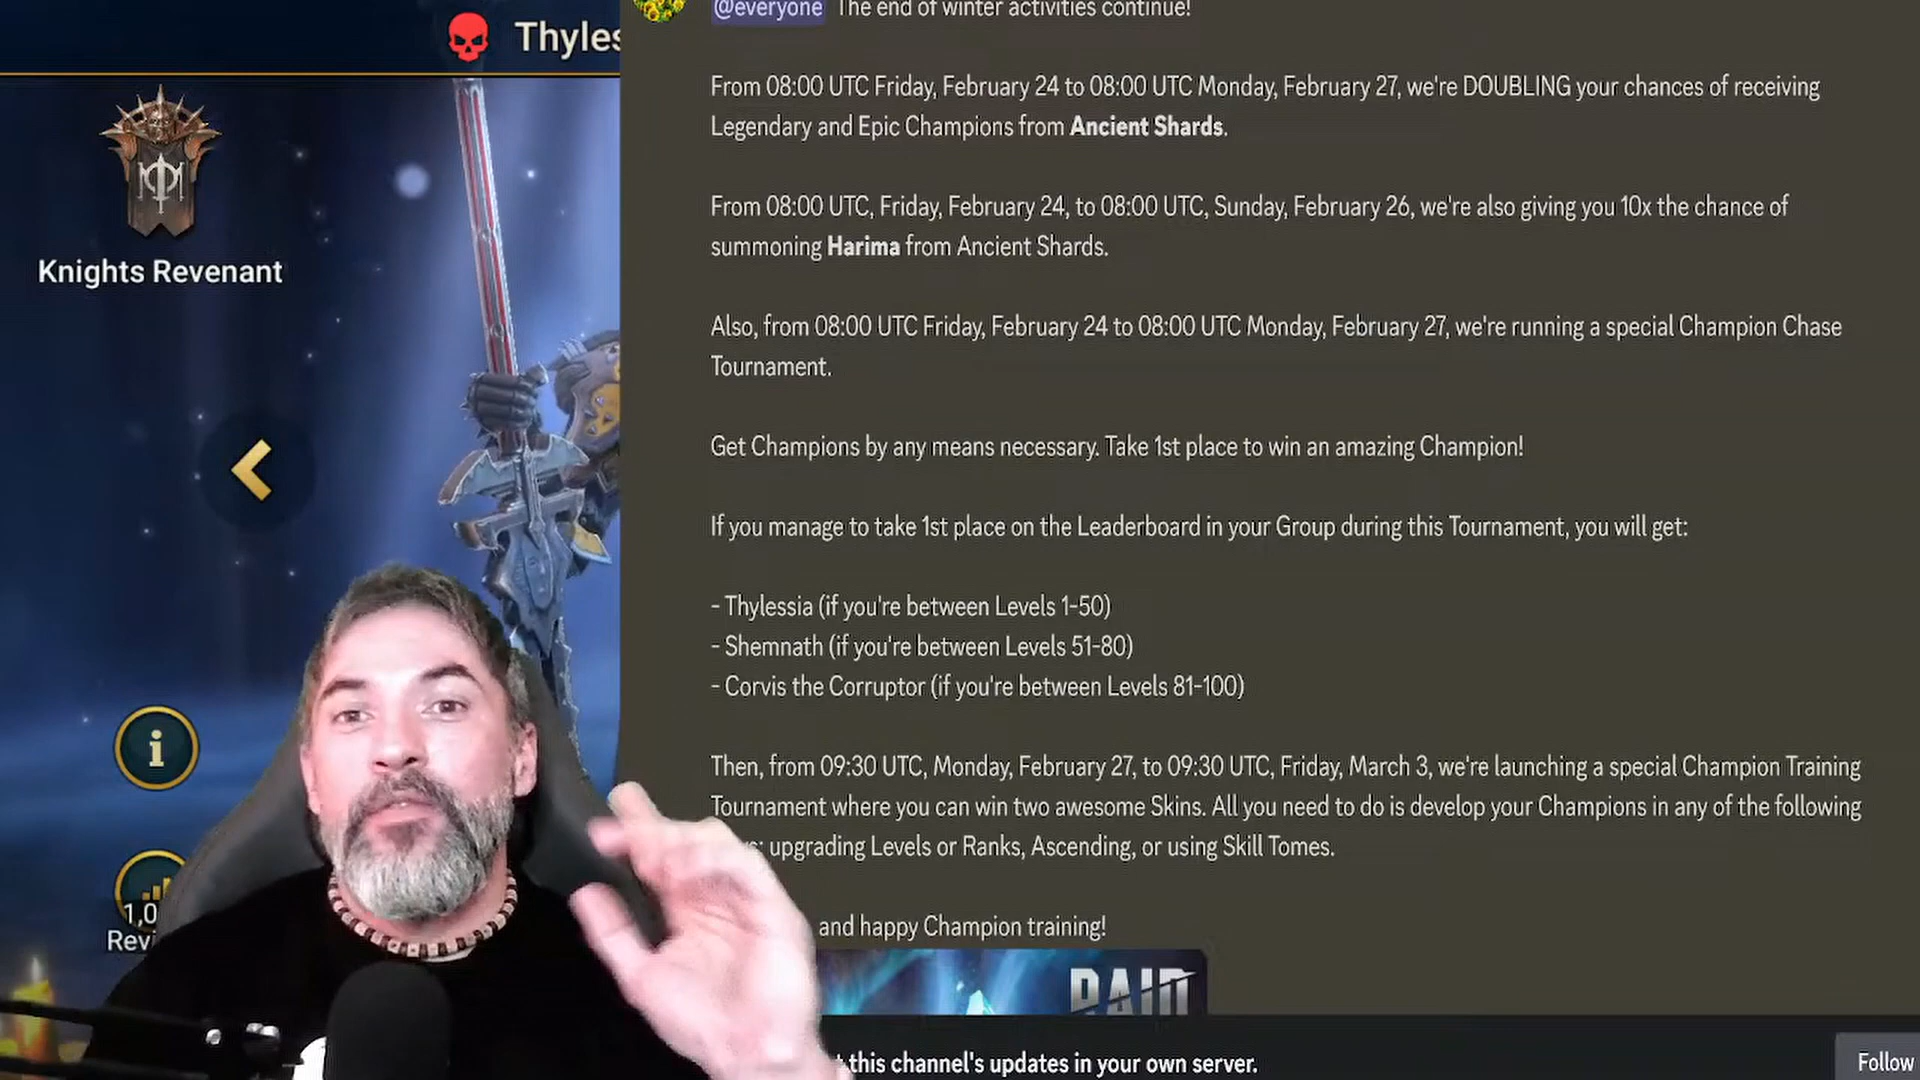 Thyles
Knights Revenant
@everyone The end of winter activities continue!
From 08:00 UTC Friday, February 24 to 08:00 UTC Monday, February 27, we're DOUBLING your chances of receiving
Legendary and Epic Champions from Ancient Shards.
From 08:00 UTC, Friday, February 24, to 08:00 UTC, Sunday, February 26, we're also giving you 10x the chance of
summoning Harima from Ancient Shards.
Also, from 08:00 UTC Friday, February 24 to 08:00 UTC Monday, February 27, we're running a special Champion Chase
Tournament.
Get Champions by any means necessary. Take 1st place to win an amazing Champion!
If you manage to take 1st place on the Leaderboard in your Group during this Tournament, you will get:
- Thylessia (if you're between Levels 1-50)
- Shemnath (if you're between Levels 51-80)
- Corvis the Corruptor (if you're between Levels 81-100)
Then, from 09:30 UTC, Monday, February 27, to 09:30 UTC, Friday, March 3, we're launching a special Champion Training
Tournament where you can win two awesome Skins. All you need to do is develop your Champions in any of the following
upgrading Levels or Ranks, Ascending, or using Skill Tomes.
and happy Champion training!
RAID
1,0
Revi
this channel's updates in your own server.
Follow